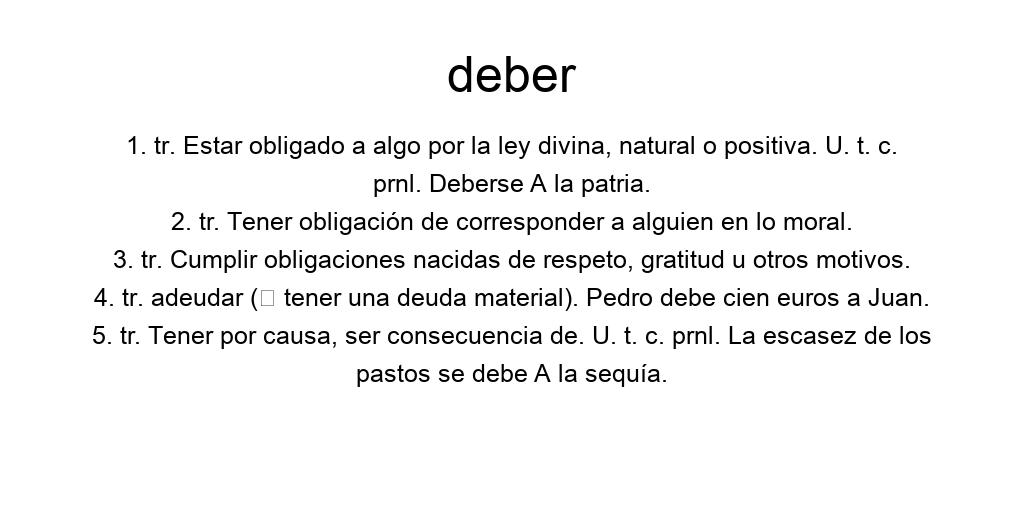 deber
1. tr. Estar obligado a algo por la ley divina, natural o positiva. U. t. c.
prnl. Deberse A la patria.
2. tr. Tener obligación de corresponder a alguien en lo moral.
3. tr. Cumplir obligaciones nacidas de respeto, gratitud u otros motivos.
4. tr. adeudar (▯ tener una deuda material). Pedro debe cien euros a Juan.
5. tr. Tener por causa, ser consecuencia de. U. t. c. prnl. La escasez de los
pastos se debe A la sequía.